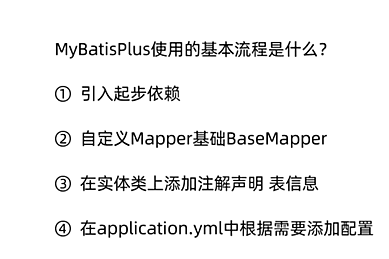 MyBatisPlus使用的基本流程是什么？
① 引入起步依赖
② 自定义Mapper基础BaseMapper
③ 在实体类上添加注解声明 表信息
④ 在application.yml中根据需要添加配置